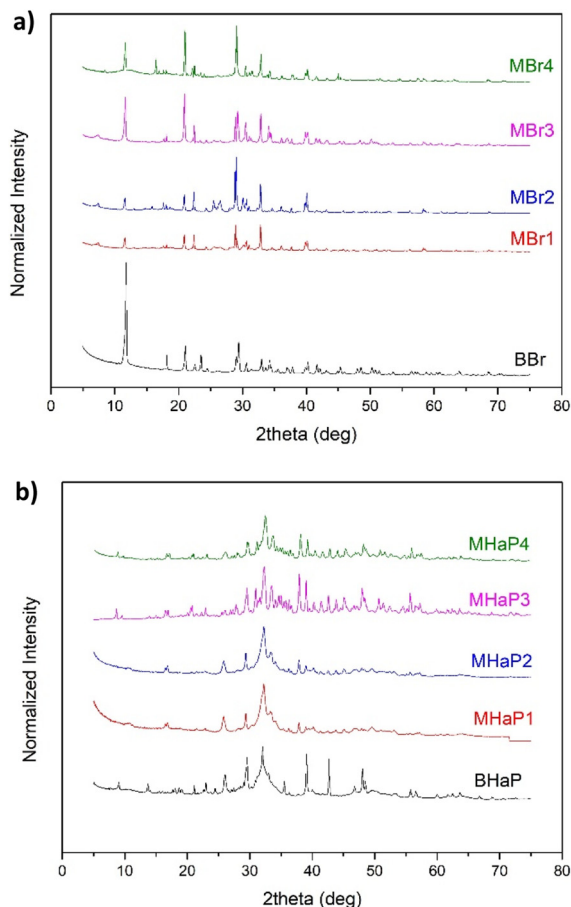 a)
MBr4
MBr3
MBr2
MBr1
BBr
Normalized Intensity
0 10 20 30 40 50 60 70 80
2theta (deg)
b)
MHaP4
MHaP3
MHaP2
MHaP1
BHaP
Normalized Intensity
0 10 20 30 40 50 60 70 80
2theta (deg)